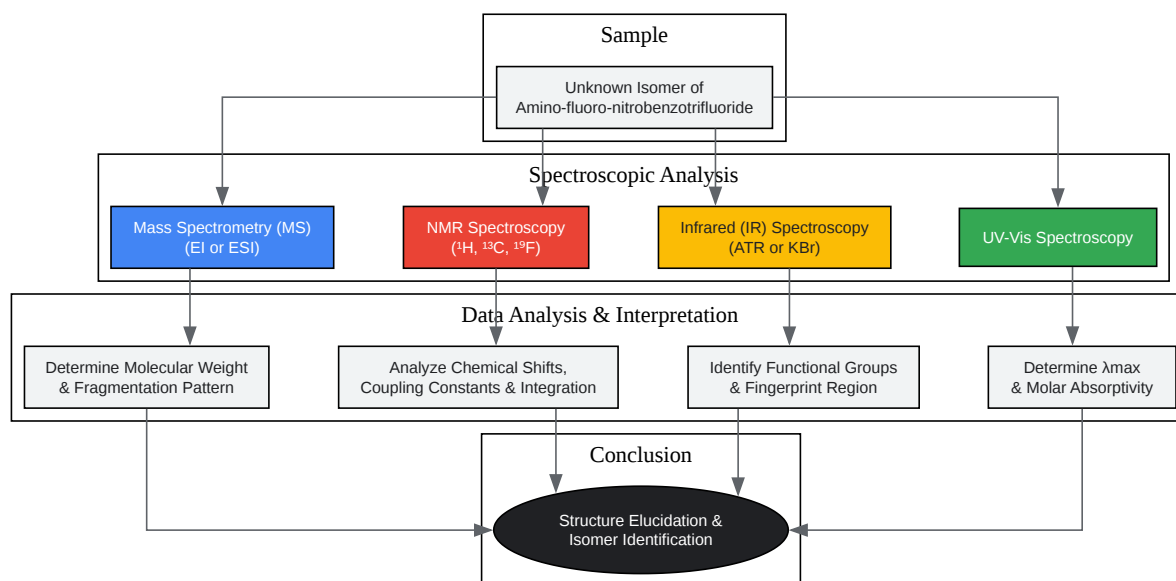 Sample
Unknown Isomer of
Amino-fluoro-nitrobenzotrifluoride
Spectroscopic Analysis
Mass Spectrometry (MS)
(EI or ESI)
NMR Spectroscopy
(¹H, ¹³C, ¹⁹F)
Infrared (IR) Spectroscopy
(ATR or KBr)
UV-Vis Spectroscopy
Data Analysis & Interpretation
Determine Molecular Weight
& Fragmentation Pattern
Analyze Chemical Shifts,
Coupling Constants & Integration
Identify Functional Groups
& Fingerprint Region
Determine λmax
& Molar Absorptivity
Conclusion
Structure Elucidation &
Isomer Identification